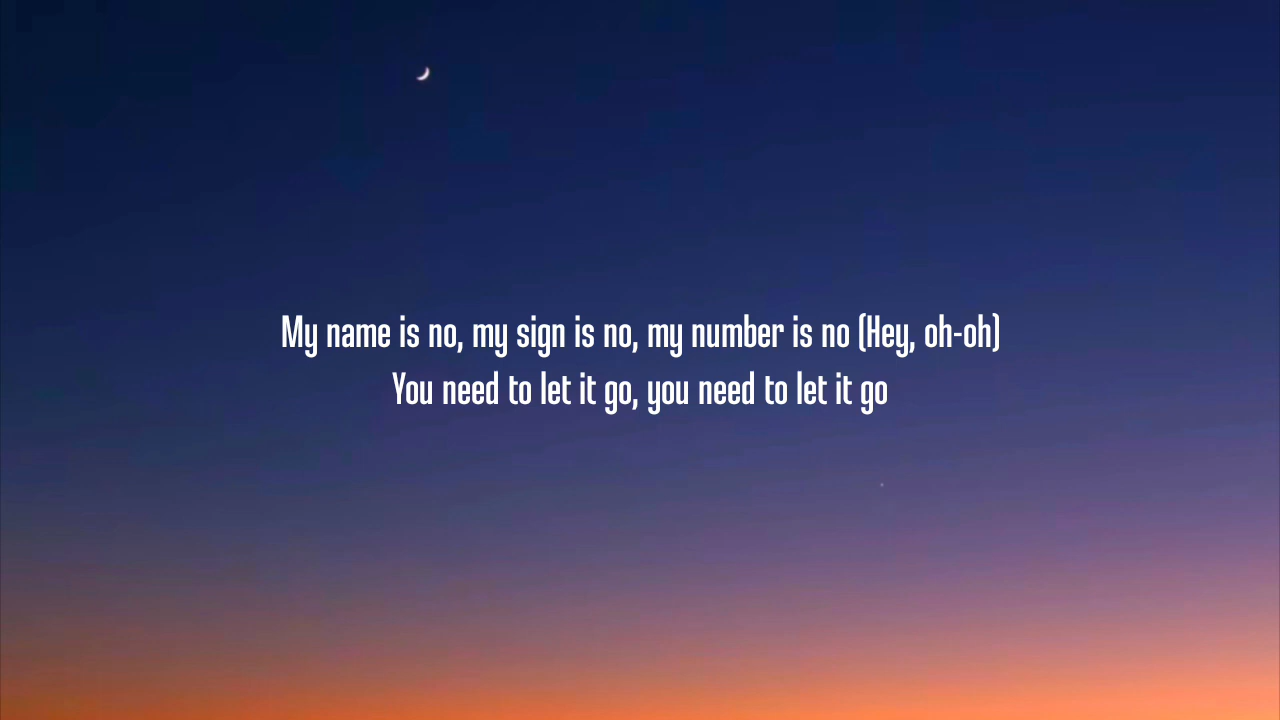 My name is no, my sign is no, my number is no (Hey, oh-oh)
You need to let it go, you need to let it go